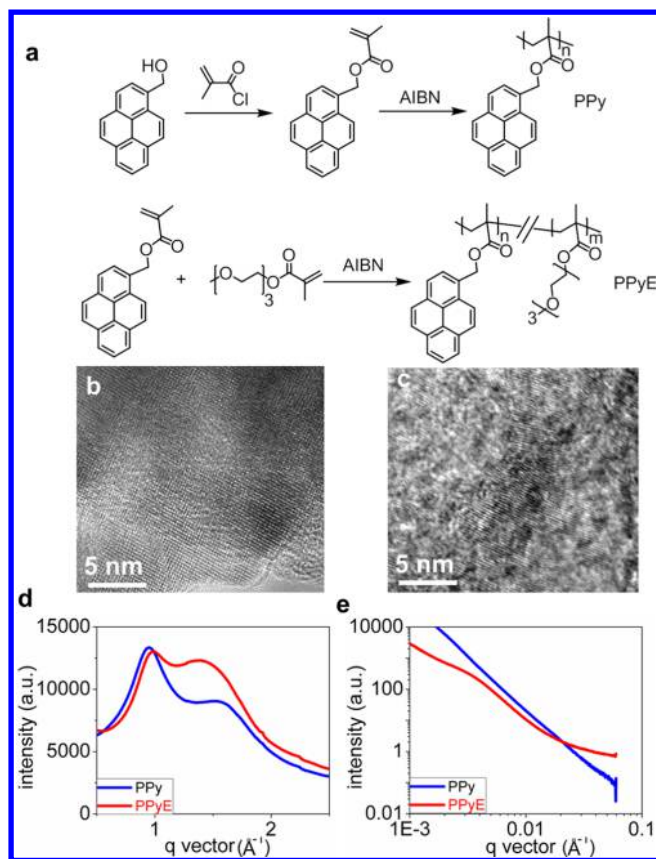 a
HO
O
Cl
O
O
AIBN
n
O
O
PPy
O
O
+
O
3
O
O
AIBN
n
m
O
O
O
O
O
3
PPyE
b
5 nm
c
5 nm
d
15000
10000
5000
0
intensity (a.u.)
PPy
PPyE
1
2
q vector (Å⁻¹)
e
10000
100
1
0.01
intensity (a.u.)
PPy
PPyE
1E-3
0.01
0.1
q vector (Å⁻¹)